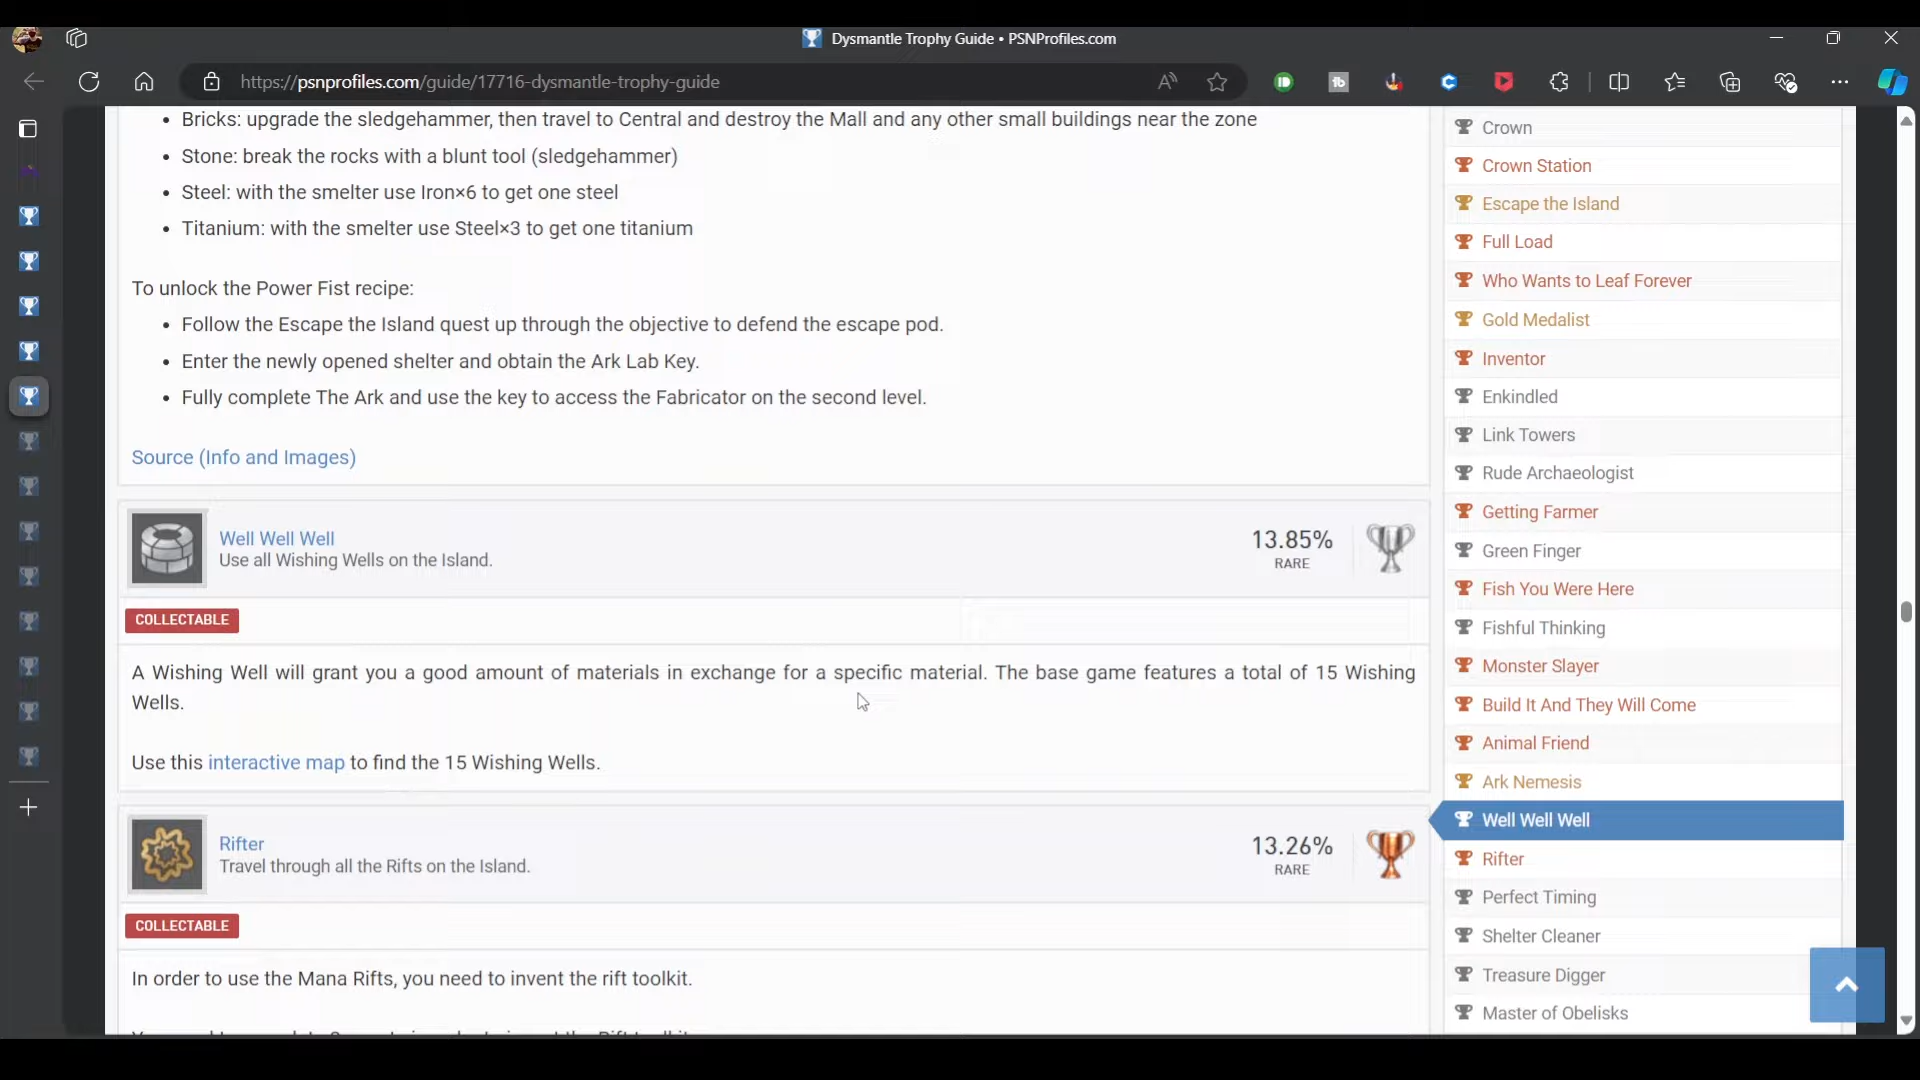 Dysmantle Trophy Guide • PSNProfiles.com
https://psnprofiles.com/guide/17716-dysmantle-trophy-guide
• Bricks: upgrade the sledgehammer, then travel to Central and destroy the Mall and any other small buildings near the zone
• Stone: break the rocks with a blunt tool (sledgehammer)
• Steel: with the smelter use Iron×6 to get one steel
• Titanium: with the smelter use Steel×3 to get one titanium
To unlock the Power Fist recipe:
• Follow the Escape the Island quest up through the objective to defend the escape pod.
• Enter the newly opened shelter and obtain the Ark Lab Key.
• Fully complete The Ark and use the key to access the Fabricator on the second level.
Source (Info and Images)
Well Well Well
Use all Wishing Wells on the Island.
13.85%
RARE
COLLECTABLE
A Wishing Well will grant you a good amount of materials in exchange for a specific material. The base game features a total of 15 Wishing
Wells.
Use this interactive map to find the 15 Wishing Wells.
Rifter
Travel through all the Rifts on the Island.
13.26%
RARE
COLLECTABLE
In order to use the Mana Rifts, you need to invent the rift toolkit.
Crown
Crown Station
Escape the Island
Full Load
Who Wants to Leaf Forever
Gold Medalist
Inventor
Enkindled
Link Towers
Rude Archaeologist
Getting Farmer
Green Finger
Fish You Were Here
Fishful Thinking
Monster Slayer
Build It And They Will Come
Animal Friend
Ark Nemesis
Well Well Well
Rifter
Perfect Timing
Shelter Cleaner
Treasure Digger
Master of Obelisks